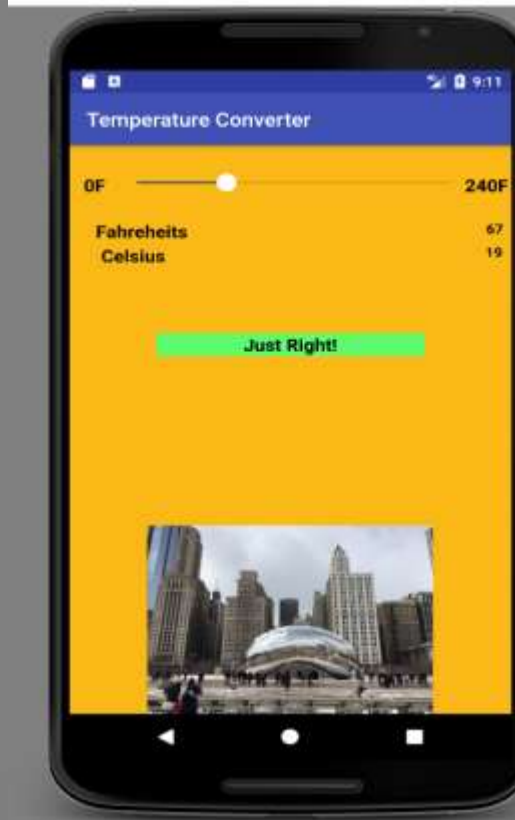 9:11
Temperature Converter
0F 240F
Fahreheits 67
Celsius 19
Just Right!